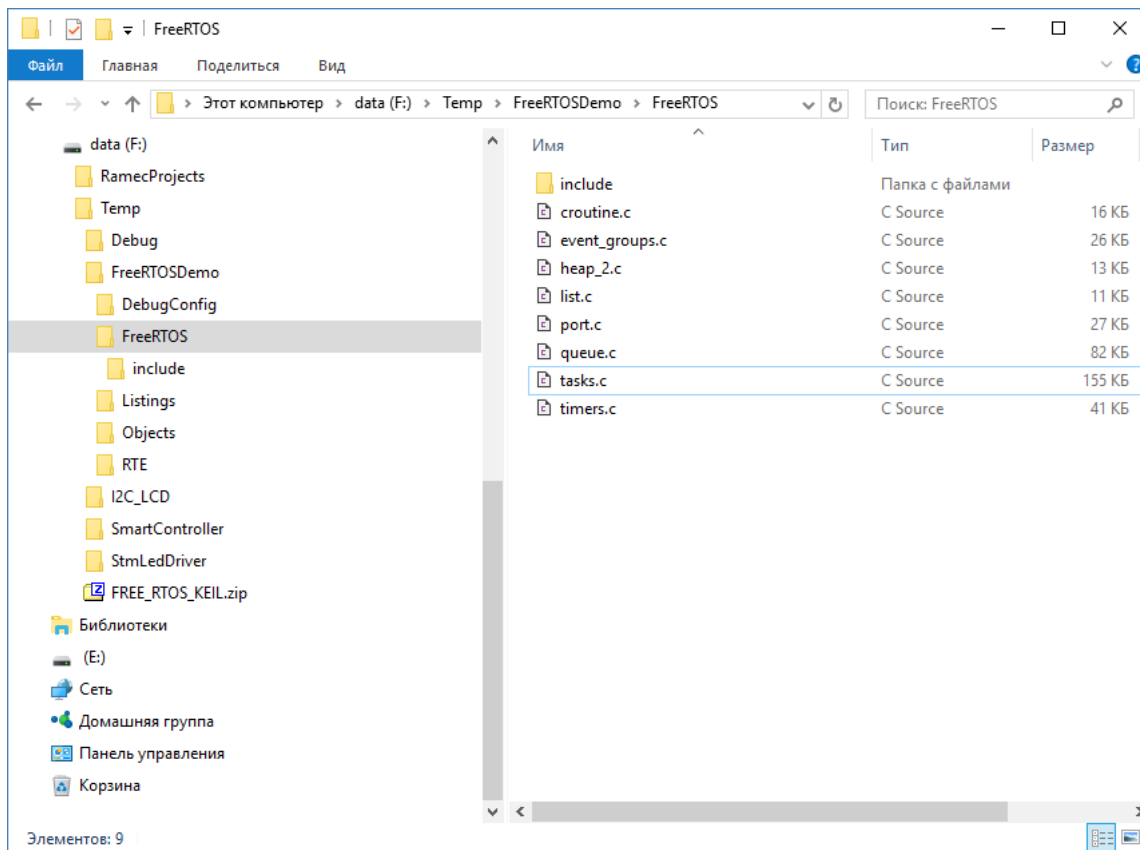 FreeRTOS
Файл Главная Поделиться Вид
Этот компьютер > data (F:) > Temp > FreeRTOSDemo > FreeRTOS
Поиск: FreeRTOS
data (F:)
RamecProjects
Temp
Debug
FreeRTOSDemo
DebugConfig
FreeRTOS
include
Listings
Objects
RTE
I2C_LCD
SmartController
StmLedDriver
FREE_RTOS_KEIL.zip
Библиотеки
(E:)
Сеть
Домашняя группа
Панель управления
Корзина
Имя Тип Размер
include Папка с файлами
croutine.c C Source 16 КБ
event_groups.c C Source 26 КБ
heap_2.c C Source 13 КБ
list.c C Source 11 КБ
port.c C Source 27 КБ
queue.c C Source 82 КБ
tasks.c C Source 155 КБ
timers.c C Source 41 КБ
Элементов: 9